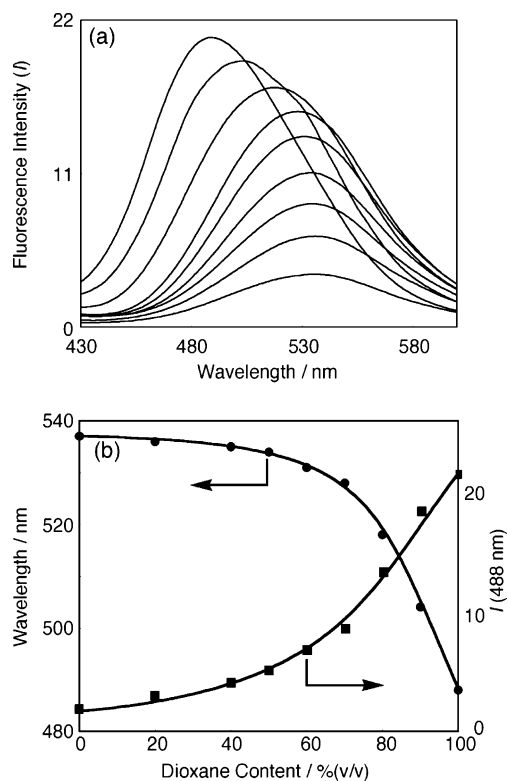 22
(a)
Fluorescence Intensity (I)
11
0
430 480 530 580
Wavelength / nm
540
(b)
20
520
Wavelength / nm
I (488 nm)
10
500
480
0
0 20 40 60 80 100
Dioxane Content / %(v/v)